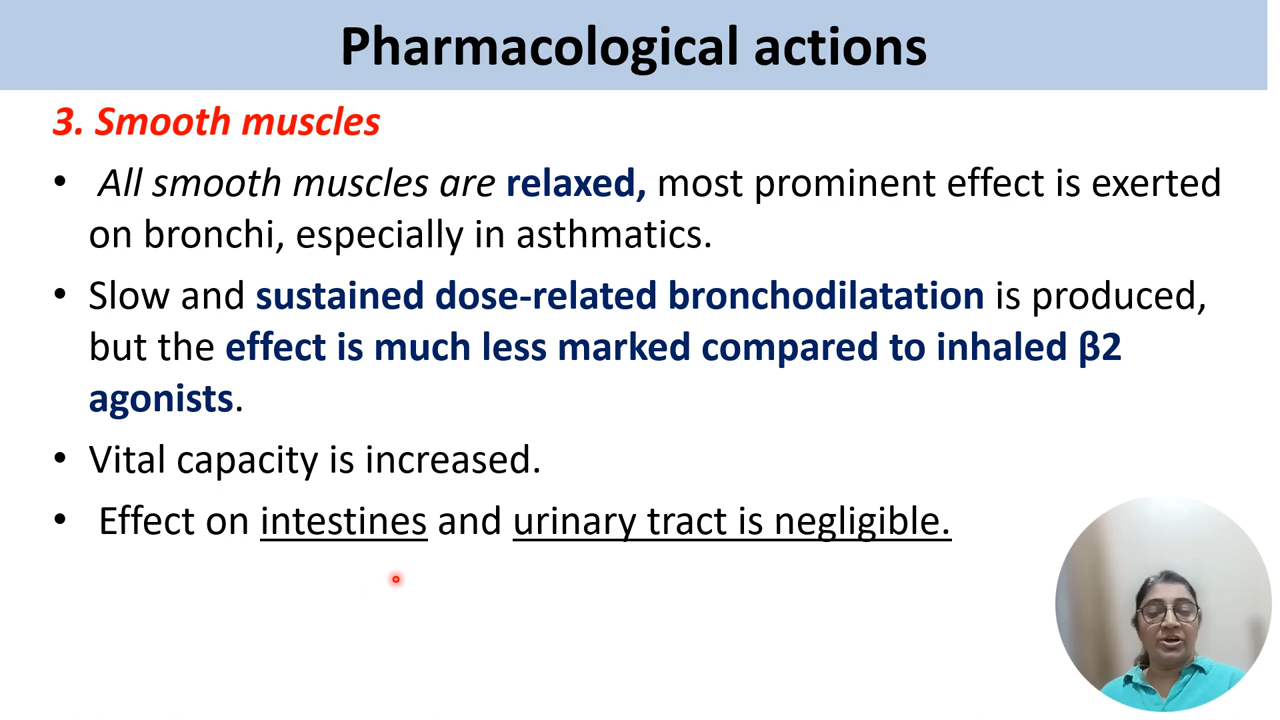 Pharmacological actions
3. Smooth muscles
• All smooth muscles are relaxed, most prominent effect is exerted
on bronchi, especially in asthmatics.
• Slow and sustained dose-related bronchodilatation is produced,
but the effect is much less marked compared to inhaled β2
agonists.
• Vital capacity is increased.
• Effect on intestines and urinary tract is negligible.